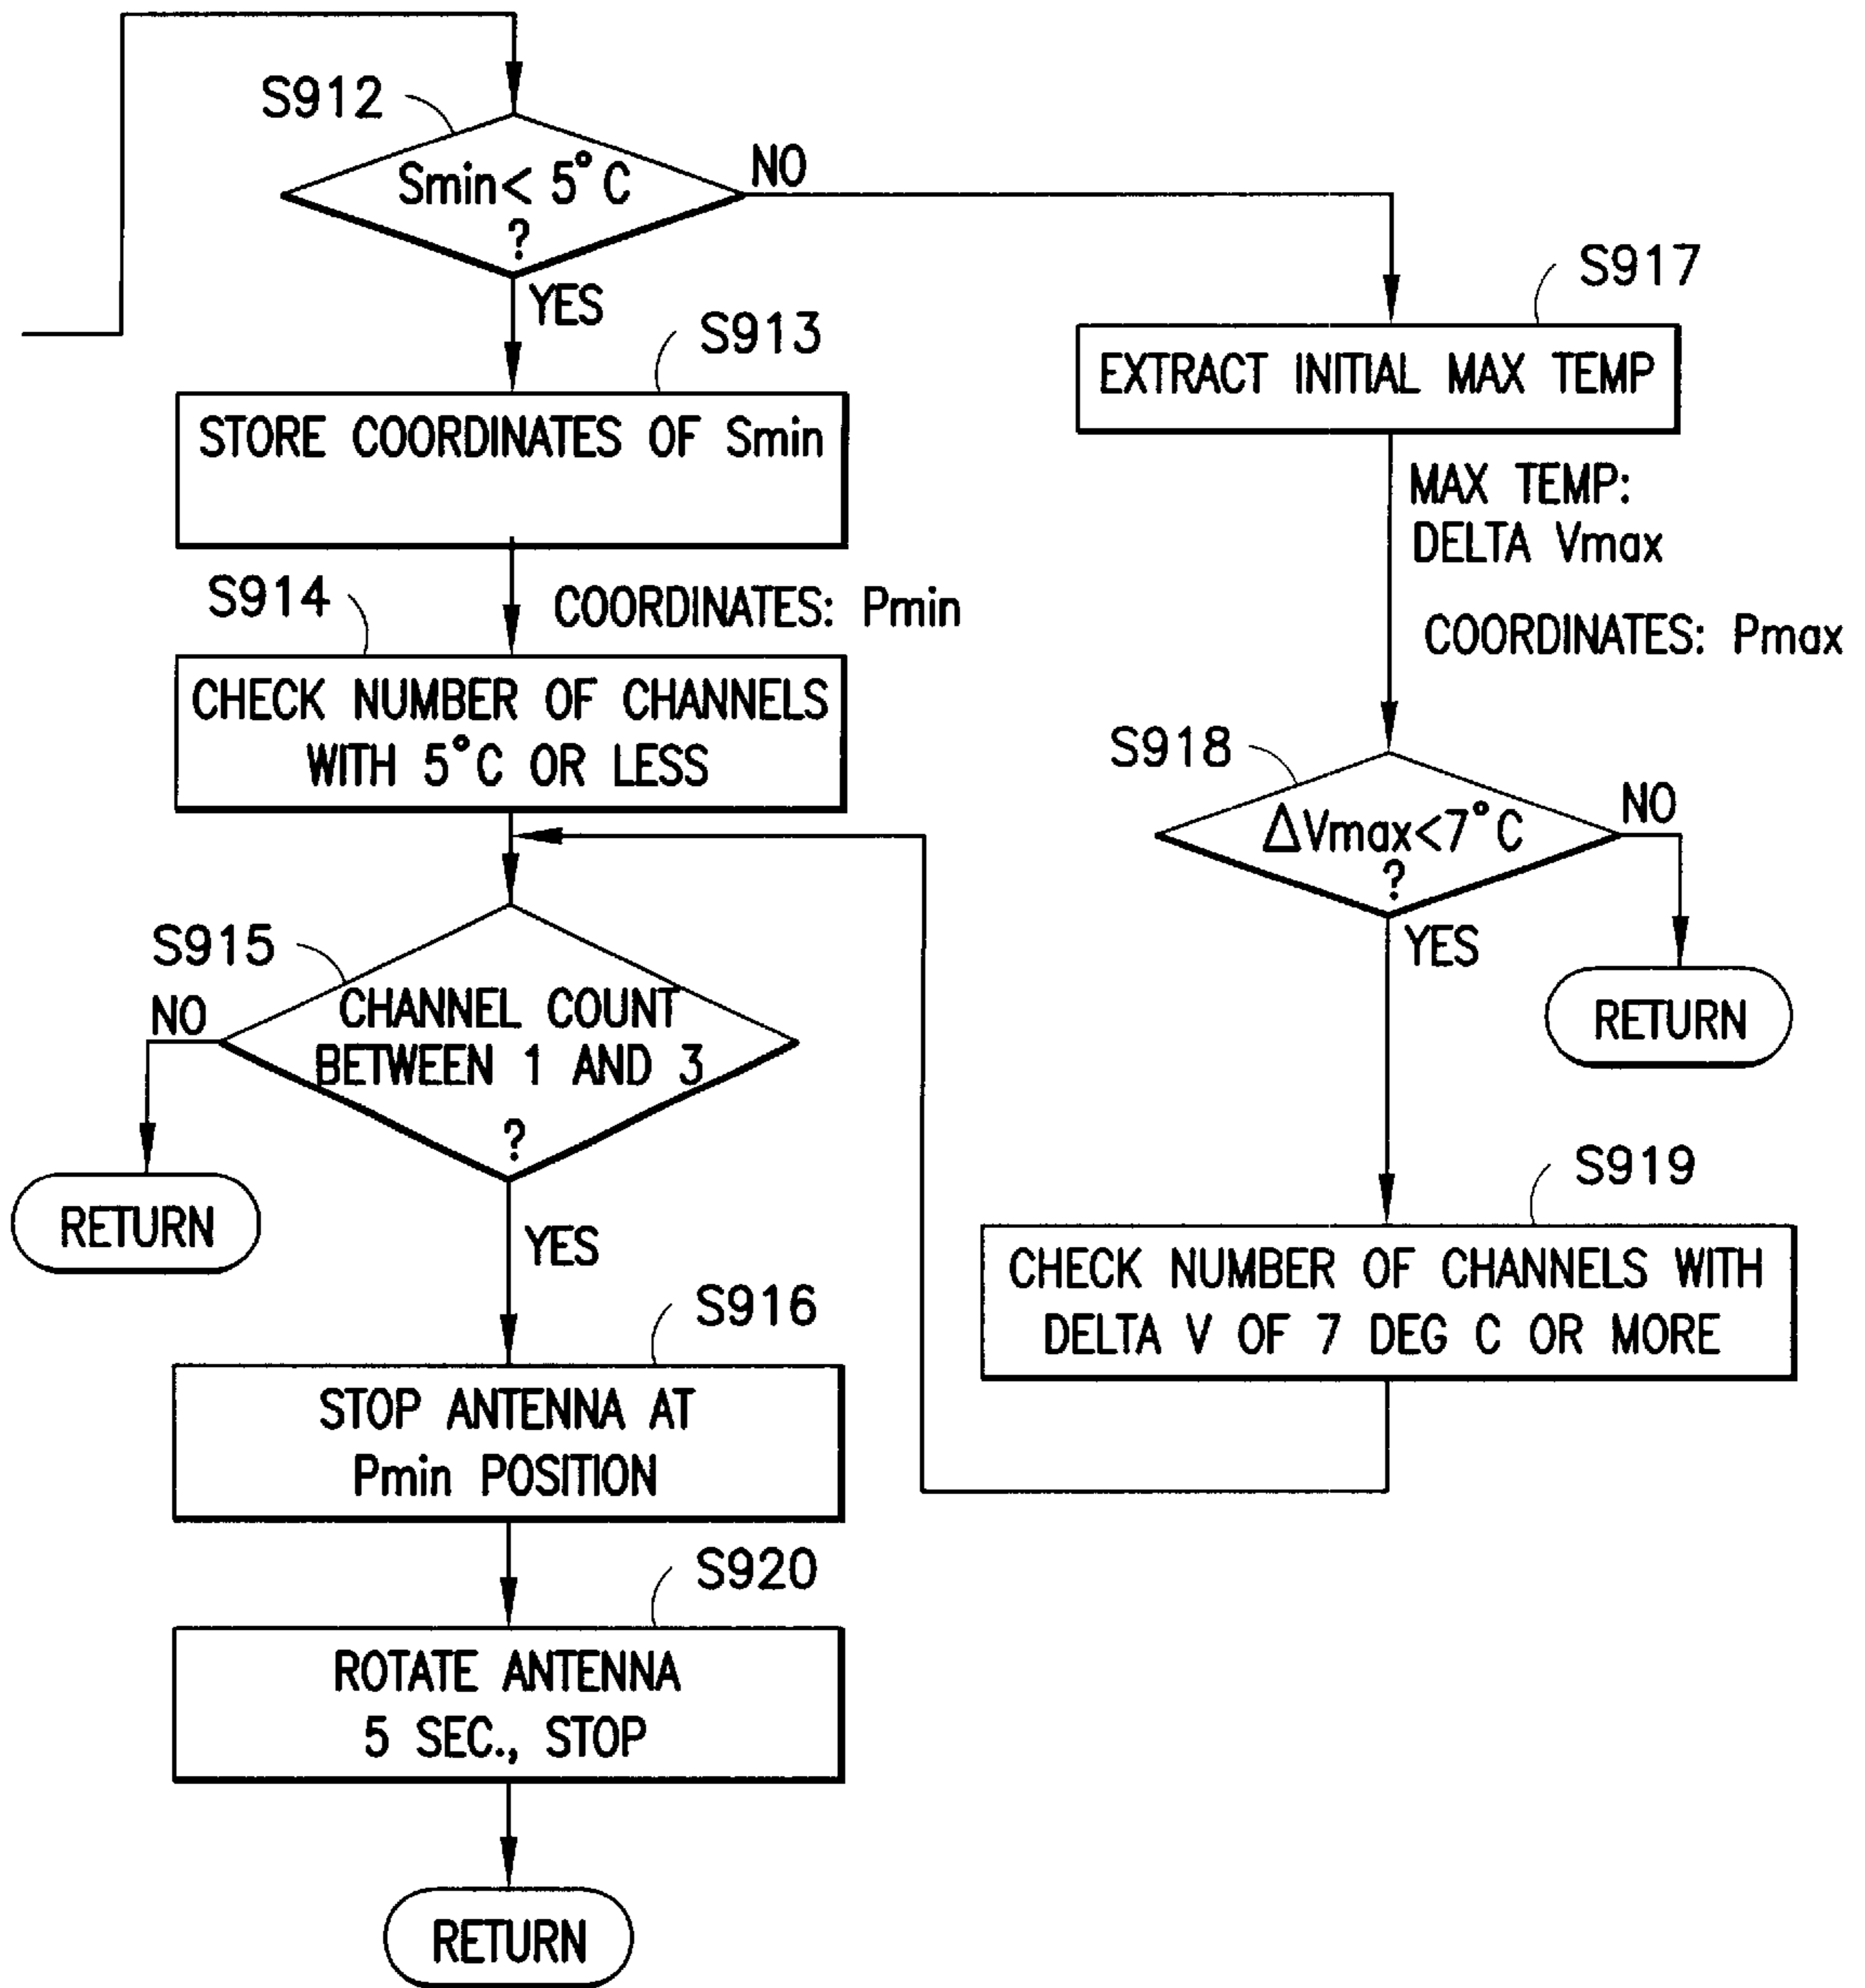 S912
Smin< 5°C
?
NO
YES
S913
STORE COORDINATES OF Smin
COORDINATES: Pmin
S914
CHECK NUMBER OF CHANNELS
WITH 5°C OR LESS
S915
CHANNEL COUNT
BETWEEN 1 AND 3
?
NO
RETURN
YES
S916
STOP ANTENNA AT
Pmin POSITION
S920
ROTATE ANTENNA
5 SEC., STOP
RETURN
S917
EXTRACT INITIAL MAX TEMP
MAX TEMP:
DELTA Vmax
COORDINATES: Pmax
S918
ΔVmax<7°C
?
NO
RETURN
YES
S919
CHECK NUMBER OF CHANNELS WITH
DELTA V OF 7 DEG C OR MORE